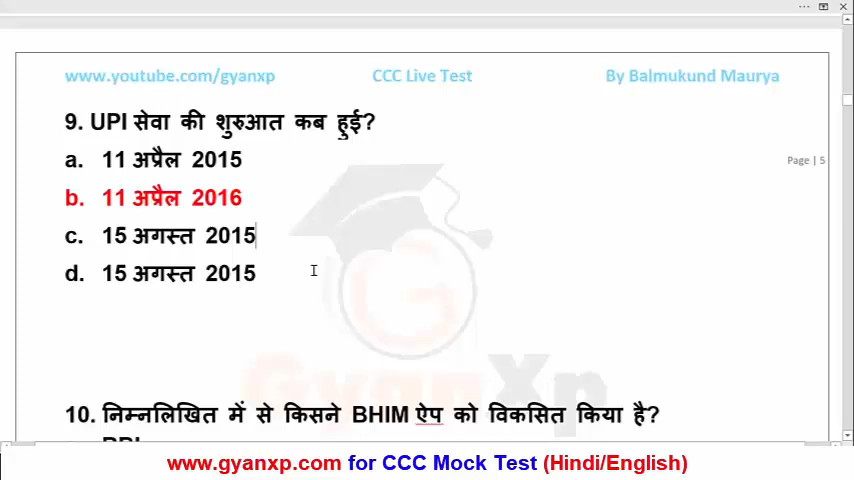 www.youtube.com/gyanxp CCC Live Test By Balmukund Maurya
9. UPI सेवा की शुरुआत कब हुई?
a. 11 अप्रैल 2015
Page | 5
b. 11 अप्रैल 2016
c. 15 अगस्त 2015
d. 15 अगस्त 2015
GyanXp
10. निम्नलिखित में से किसने BHIM ऐप को विकसित किया है?
www.gyanxp.com for CCC Mock Test (Hindi/English)